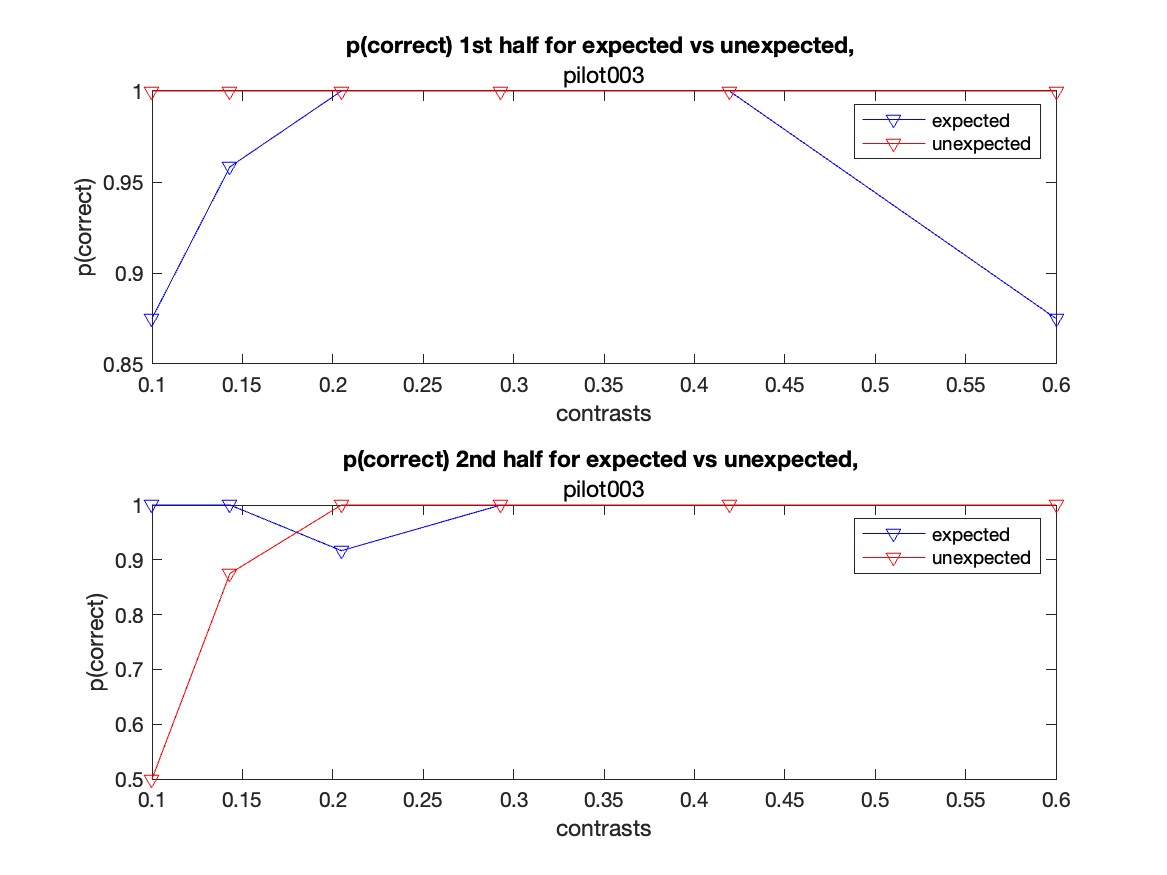 p(correct) 1st half for expected vs unexpected,
pilot003
1
0.95
0.9
0.85
p(correct)
expected
unexpected
0.1 0.15 0.2 0.25 0.3 0.35 0.4 0.45 0.5 0.55 0.6
contrasts
p(correct) 2nd half for expected vs unexpected,
pilot003
1
0.9
0.8
0.7
0.6
0.5
p(correct)
expected
unexpected
0.1 0.15 0.2 0.25 0.3 0.35 0.4 0.45 0.5 0.55 0.6
contrasts